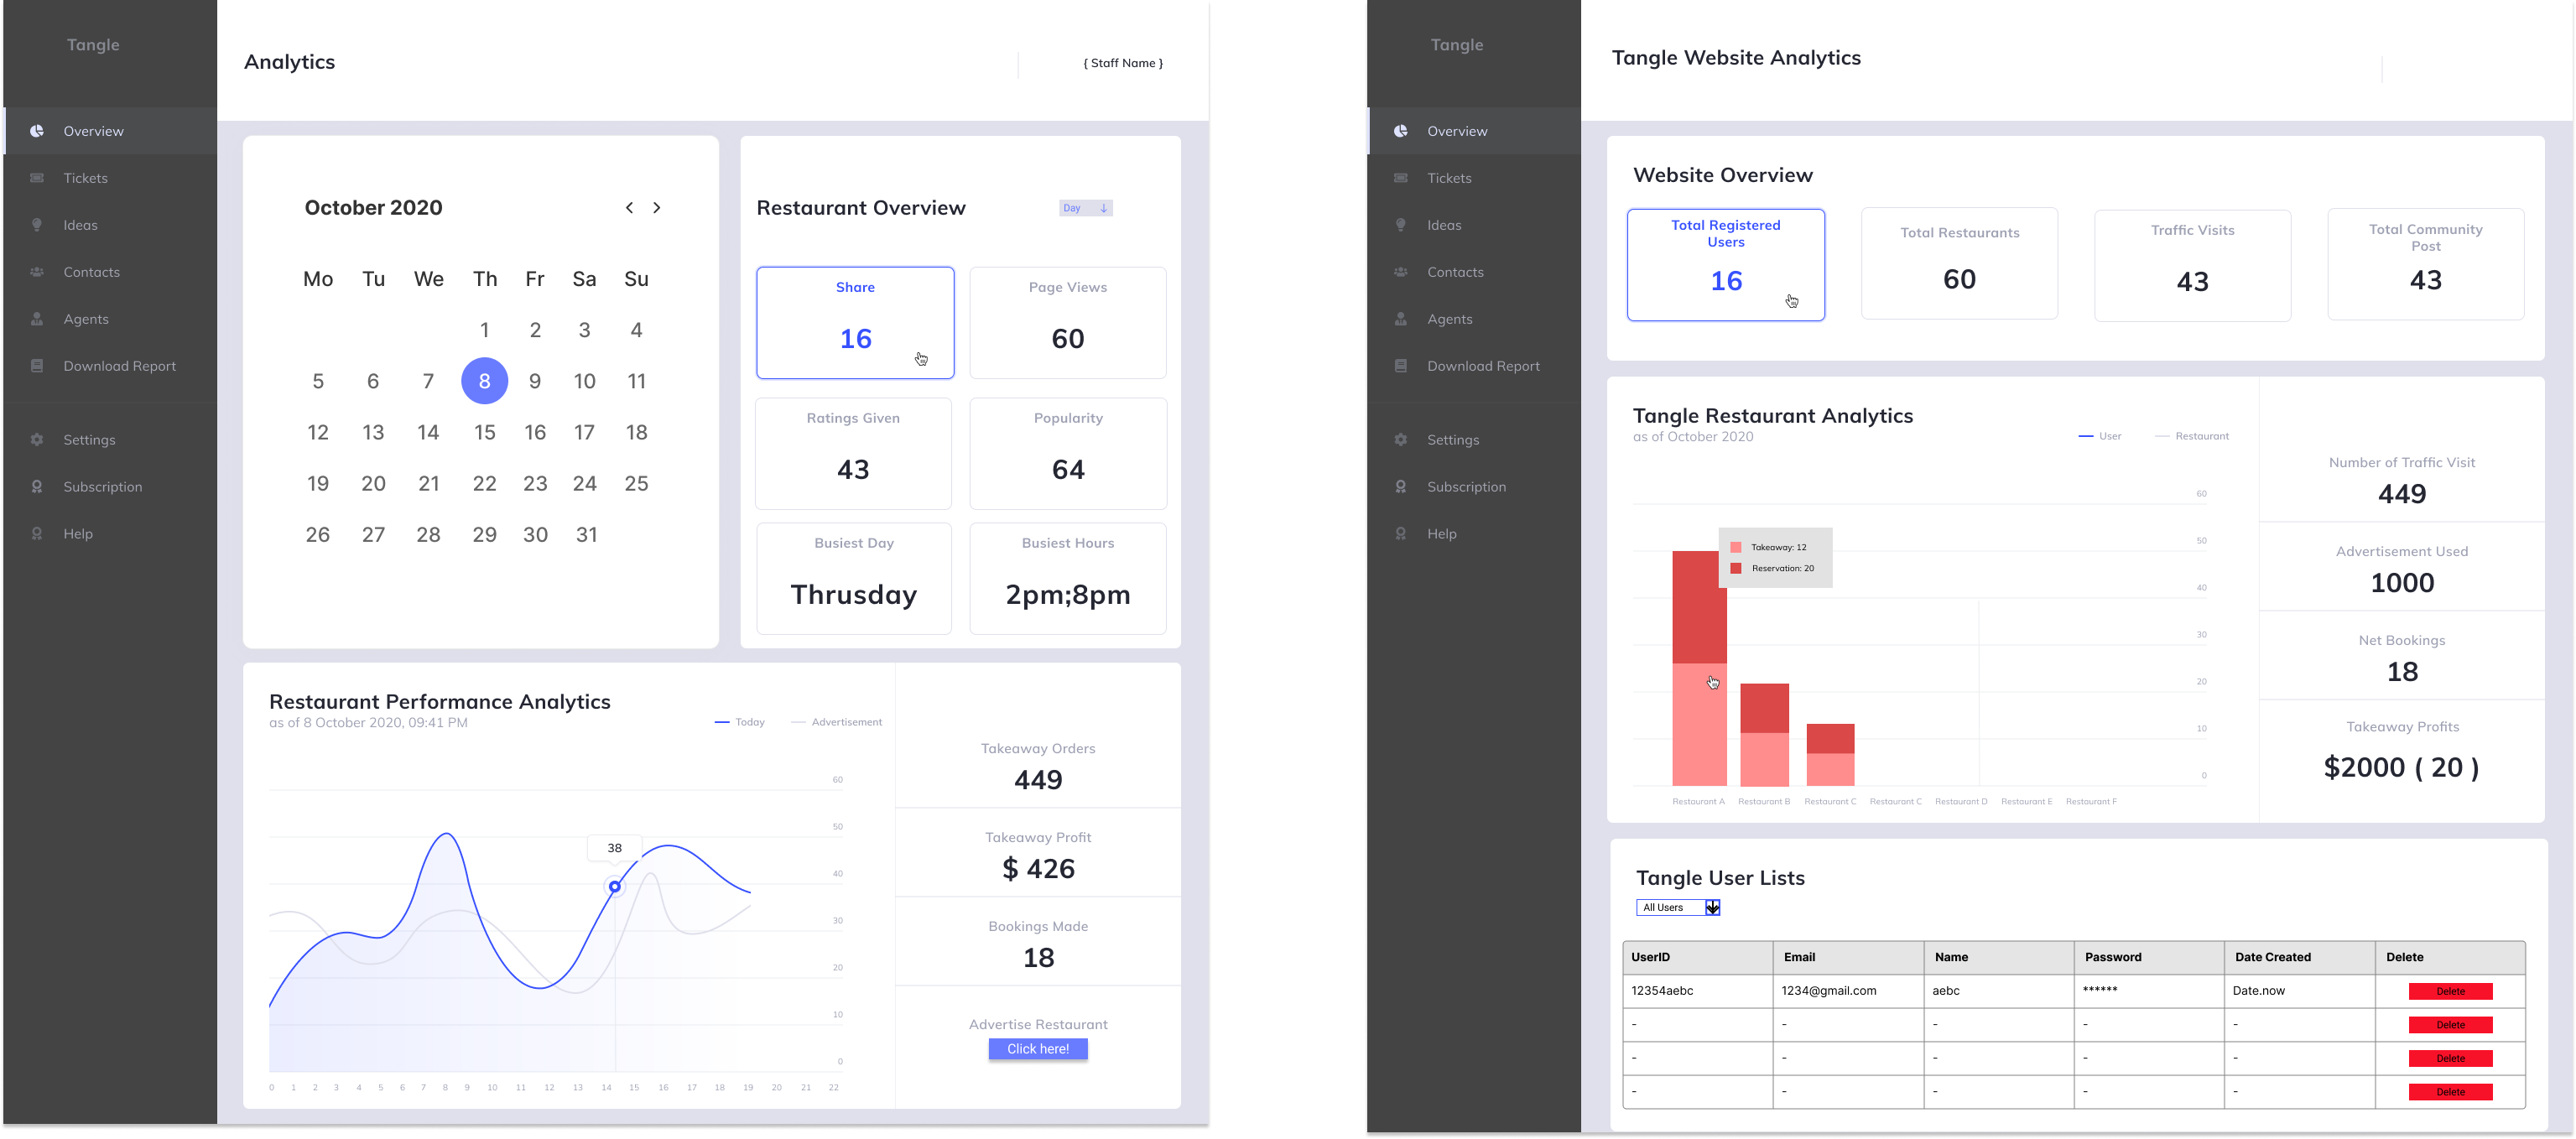 Tangle
Overview
Tickets
Ideas
Contacts
Agents
Download Report
Settings
Subscription
Help
Analytics
{ Staff Name }
October 2020
Mo Tu We Th Fr Sa Su
1 2 3 4
5 6 7 8 9 10 11
12 13 14 15 16 17 18
19 20 21 22 23 24 25
26 27 28 29 30 31
Restaurant Overview
Day
Share
16
Page Views
60
Ratings Given
43
Popularity
64
Busiest Day
Thrusday
Busiest Hours
2pm;8pm
Restaurant Performance Analytics
as of 8 October 2020, 09:41 PM
Today
Advertisement
60
50
38
40
30
20
10
0
0 1 2 3 4 5 6 7 8 9 10 11 12 13 14 15 16 17 18 19 20 21 22
Takeaway Orders
449
Takeaway Profit
$ 426
Bookings Made
18
Advertise Restaurant
Click here!
Tangle
Overview
Tickets
Ideas
Contacts
Agents
Download Report
Settings
Subscription
Help
Tangle Website Analytics
Website Overview
Total Registered
Users
16
Total Restaurants
60
Traffic Visits
43
Total Community
Post
43
Tangle Restaurant Analytics
as of October 2020
User
Restaurant
60
50
Takeaway: 12
Reservation: 20
40
30
20
10
0
Restaurant A Restaurant B Restaurant C Restaurant C Restaurant D Restaurant E Restaurant F
Number of Traffic Visit
449
Advertisement Used
1000
Net Bookings
18
Takeaway Profits
$2000 ( 20 )
Tangle User Lists
All Users
UserID Email Name Password Date Created Delete
12354aebc 1234@gmail.com aebc ****** Date.now Delete
- - - - - Delete
- - - - - Delete
- - - - - Delete